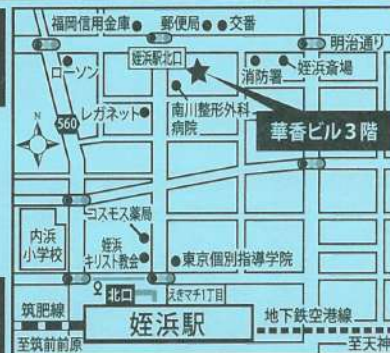 福岡信用金庫
郵便局
交番
明治通り
ローソン
姪浜駅北口
消防署
姪浜斎場
南川整形外科
病院
レガネット
560
華香ビル3階
コスモス薬局
内浜
小学校
姪浜
キリスト教会
東京個別指導学院
北口
えきマチ1丁目
筑肥線
姪浜駅
地下鉄空港線
至筑前前原
至天神